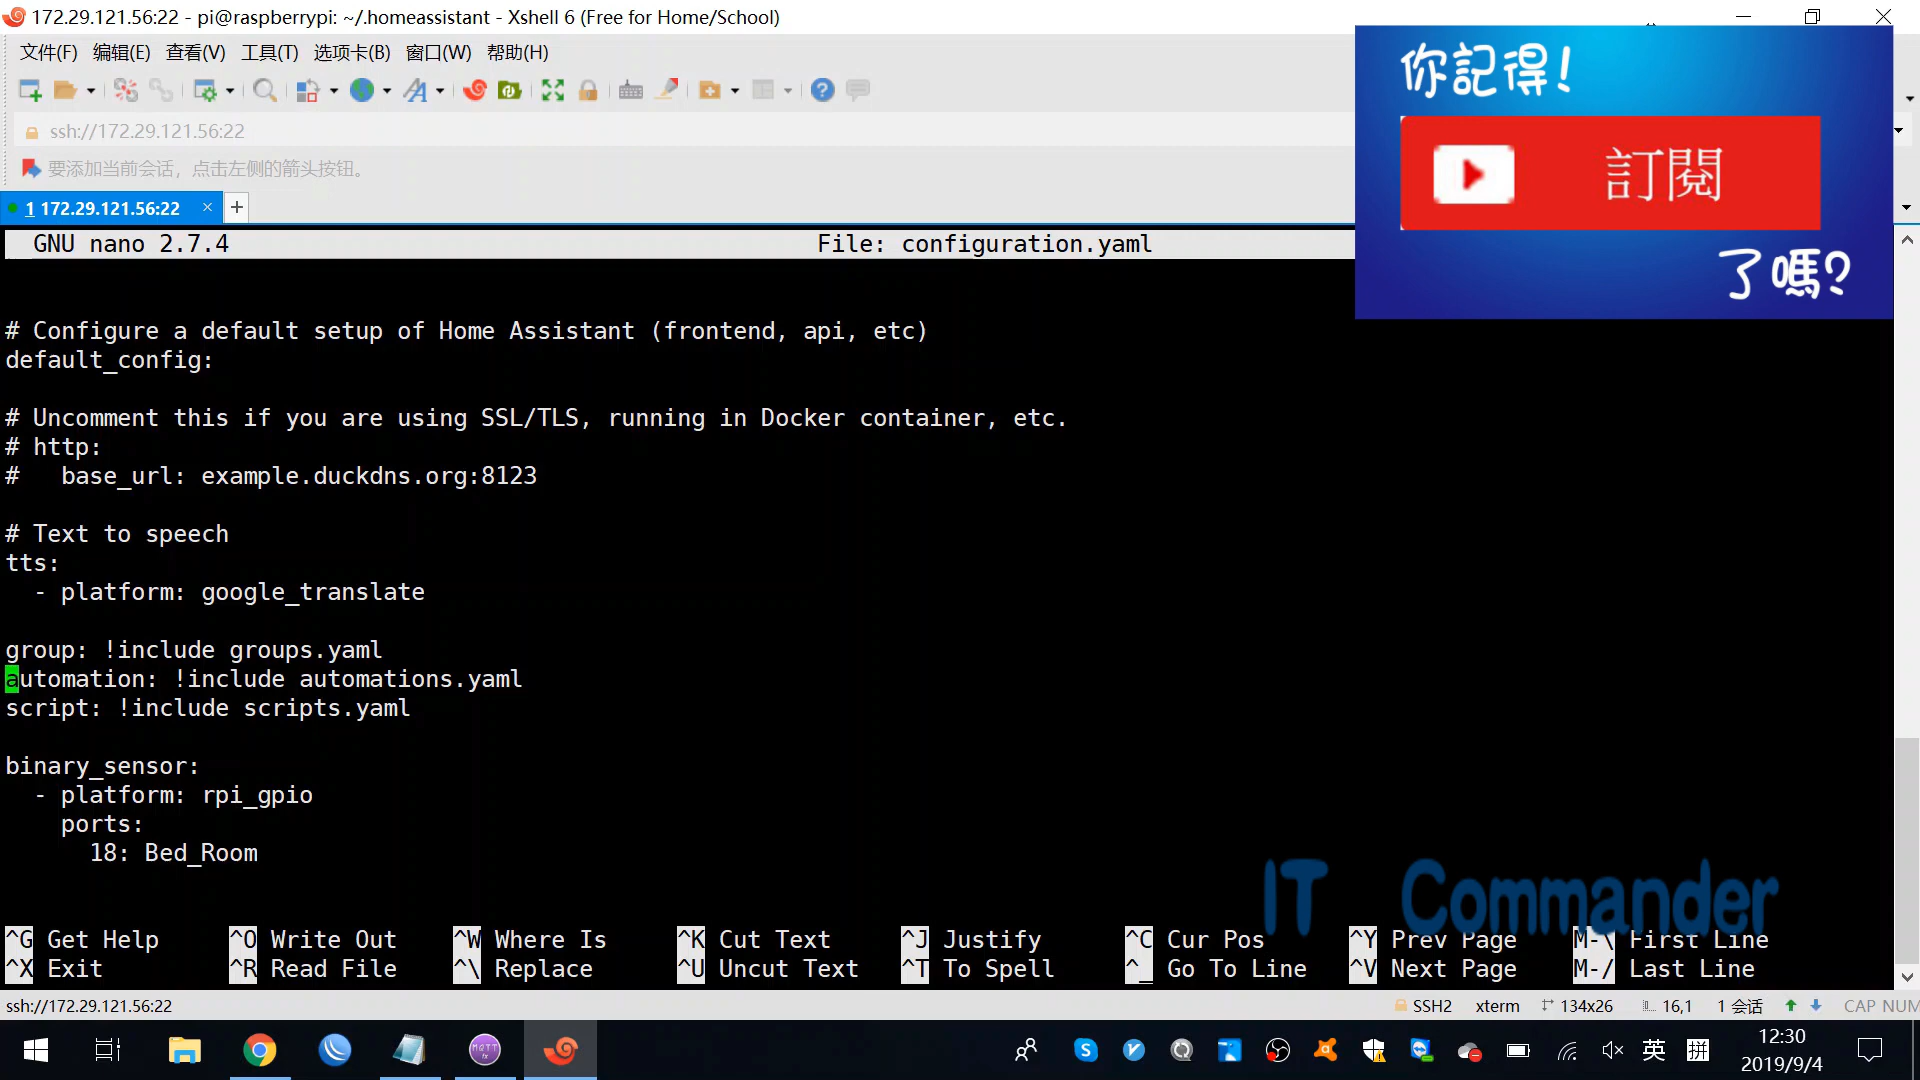 172.29.121.56:22 - pi@raspberrypi: ~/.homeassistant - Xshell 6 (Free for Home/School)
文件(F) 编辑(E) 查看(V) 工具(T) 选项卡(B) 窗口(W) 帮助(H)
ssh://172.29.121.56:22
要添加当前会话，点击左侧的箭头按钮。
1 172.29.121.56:22 × +
你記得！
訂閱
了嗎？
GNU nano 2.7.4 File: configuration.yaml
# Configure a default setup of Home Assistant (frontend, api, etc)
default_config:
# Uncomment this if you are using SSL/TLS, running in Docker container, etc.
# http:
#   base_url: example.duckdns.org:8123
# Text to speech
tts:
  - platform: google_translate
group: !include groups.yaml
automation: !include automations.yaml
script: !include scripts.yaml
binary_sensor:
  - platform: rpi_gpio
    ports:
      18: Bed_Room
IT Commander
^G Get Help ^O Write Out ^W Where Is ^K Cut Text ^J Justify ^C Cur Pos ^Y Prev Page M-\ First Line
^X Exit ^R Read File ^\ Replace ^U Uncut Text ^T To Spell ^_ Go To Line ^V Next Page M-/ Last Line
ssh://172.29.121.56:22 SSH2 xterm 134x26 16,1 1 会话 CAP NUM
MQTT fx
英 拼
12:30
2019/9/4